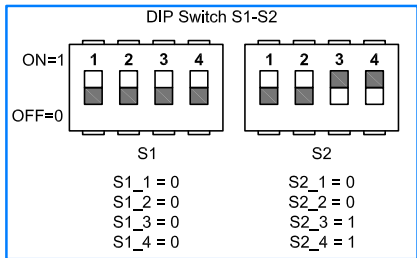 DIP Switch S1-S2
ON=1 1 2 3 4 1 2 3 4
OFF=0
S1 S2
S1_1 = 0 S2_1 = 0
S1_2 = 0 S2_2 = 0
S1_3 = 0 S2_3 = 1
S1_4 = 0 S2_4 = 1